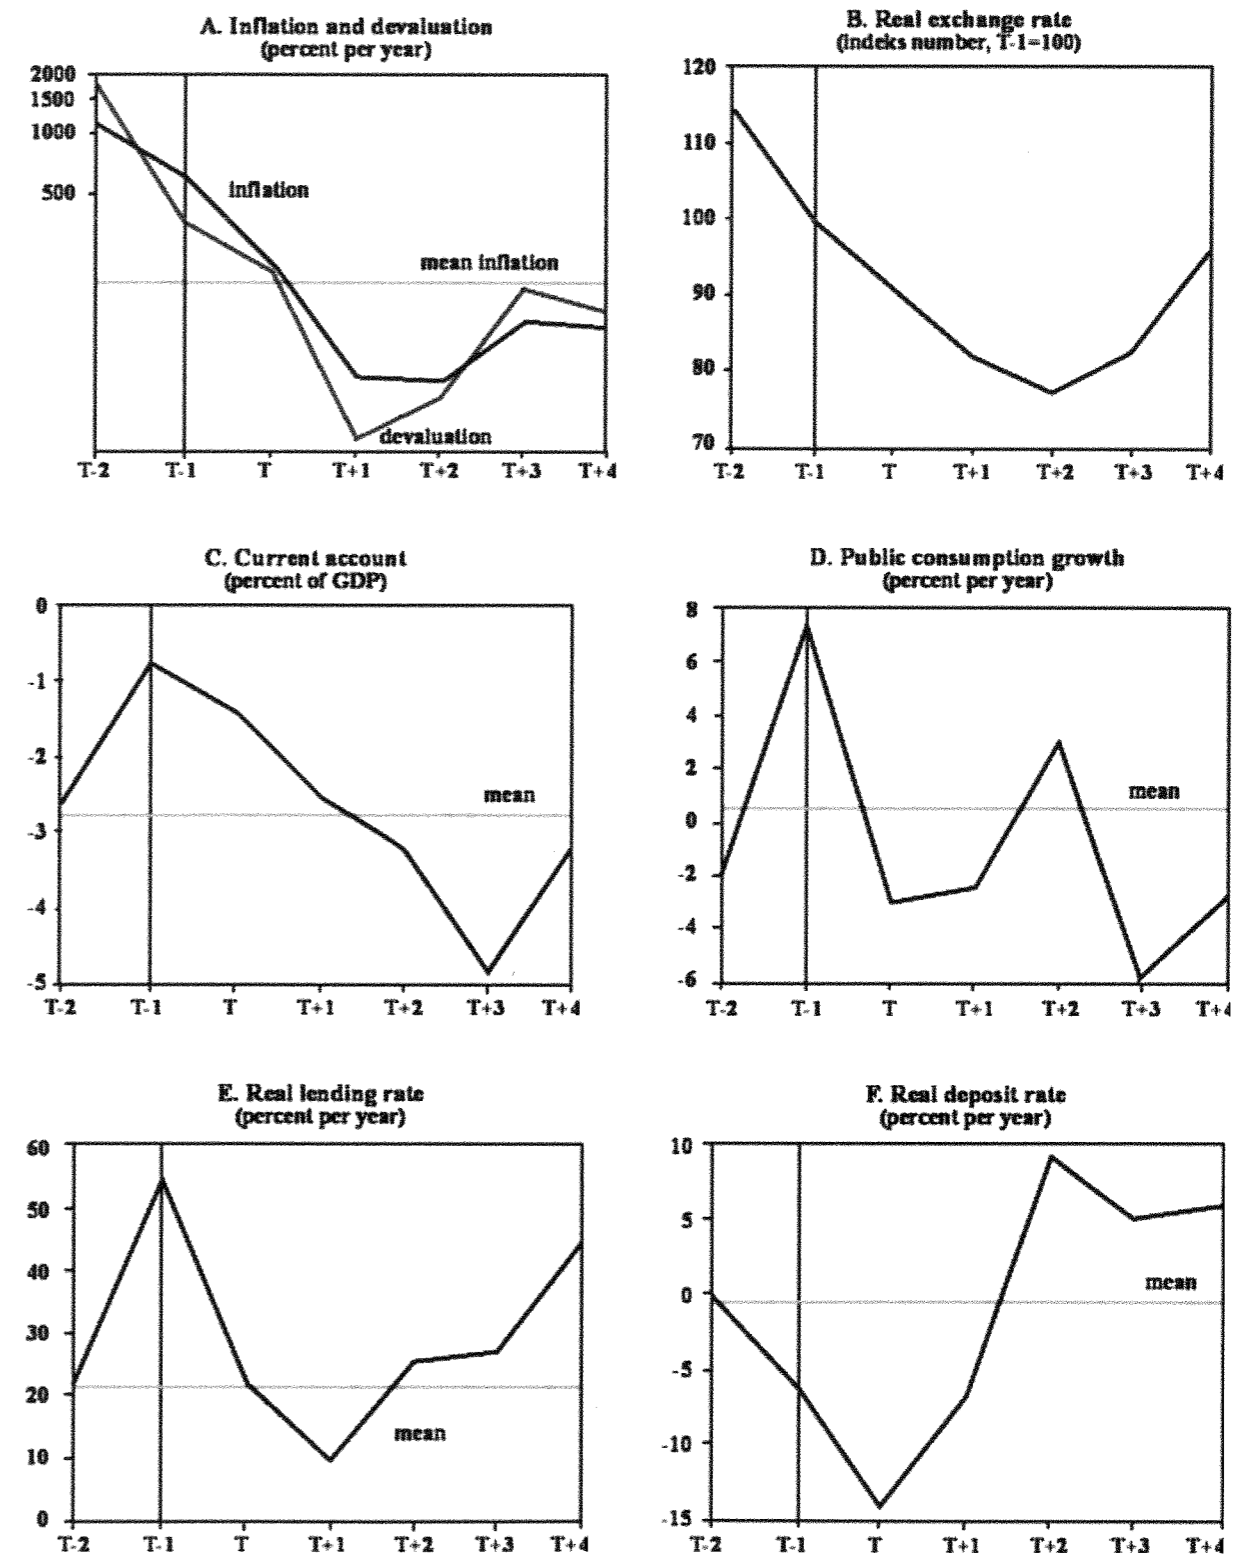 A. Inflation and devaluation
(percent per year)
2000
1500
1000
500
inflation
mean inflation
devaluation
T-2 T-1 T T+1 T+2 T+3 T+4
B. Real exchange rate
(indeks number, T-1=100)
120
110
100
90
80
70
T-2 T-1 T T+1 T+2 T+3 T+4
C. Current account
(percent of GDP)
0
-1
-2
mean
-3
-4
-5
T-2 T-1 T T+1 T+2 T+3 T+4
D. Public consumption growth
(percent per year)
8
6
4
2
mean
0
-2
-4
-6
T-2 T-1 T T+1 T+2 T+3 T+4
E. Real lending rate
(percent per year)
60
50
40
30
20
mean
10
0
T-2 T-1 T T+1 T+2 T+3 T+4
F. Real deposit rate
(percent per year)
10
5
mean
0
-5
-10
-15
T-2 T-1 T T+1 T+2 T+3 T+4